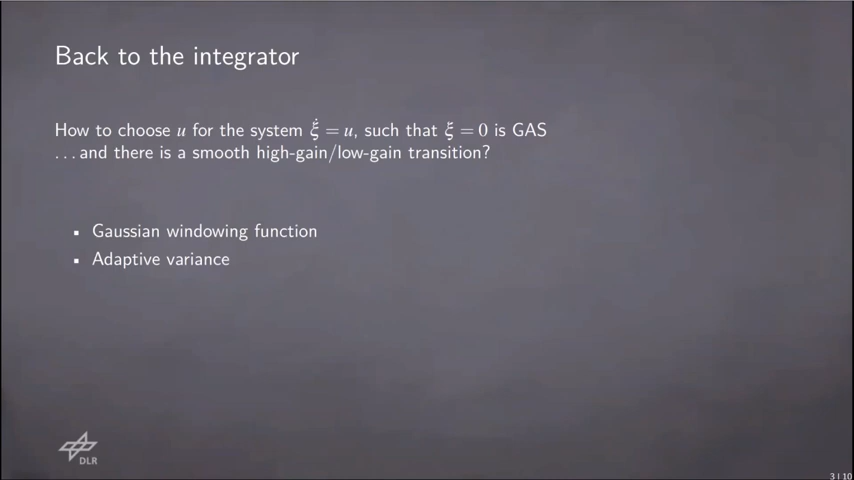 Back to the integrator
How to choose u for the system ξ̇ = u, such that ξ = 0 is GAS
...and there is a smooth high-gain/low-gain transition?
▪ Gaussian windowing function
▪ Adaptive variance
DLR
3 | 10